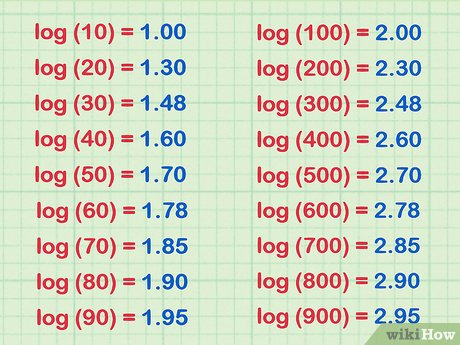 log (10) = 1.00
log (20) = 1.30
log (30) = 1.48
log (40) = 1.60
log (50) = 1.70
log (60) = 1.78
log (70) = 1.85
log (80) = 1.90
log (90) = 1.95
log (100) = 2.00
log (200) = 2.30
log (300) = 2.48
log (400) = 2.60
log (500) = 2.70
log (600) = 2.78
log (700) = 2.85
log (800) = 2.90
log (900) = 2.95
wikiHow